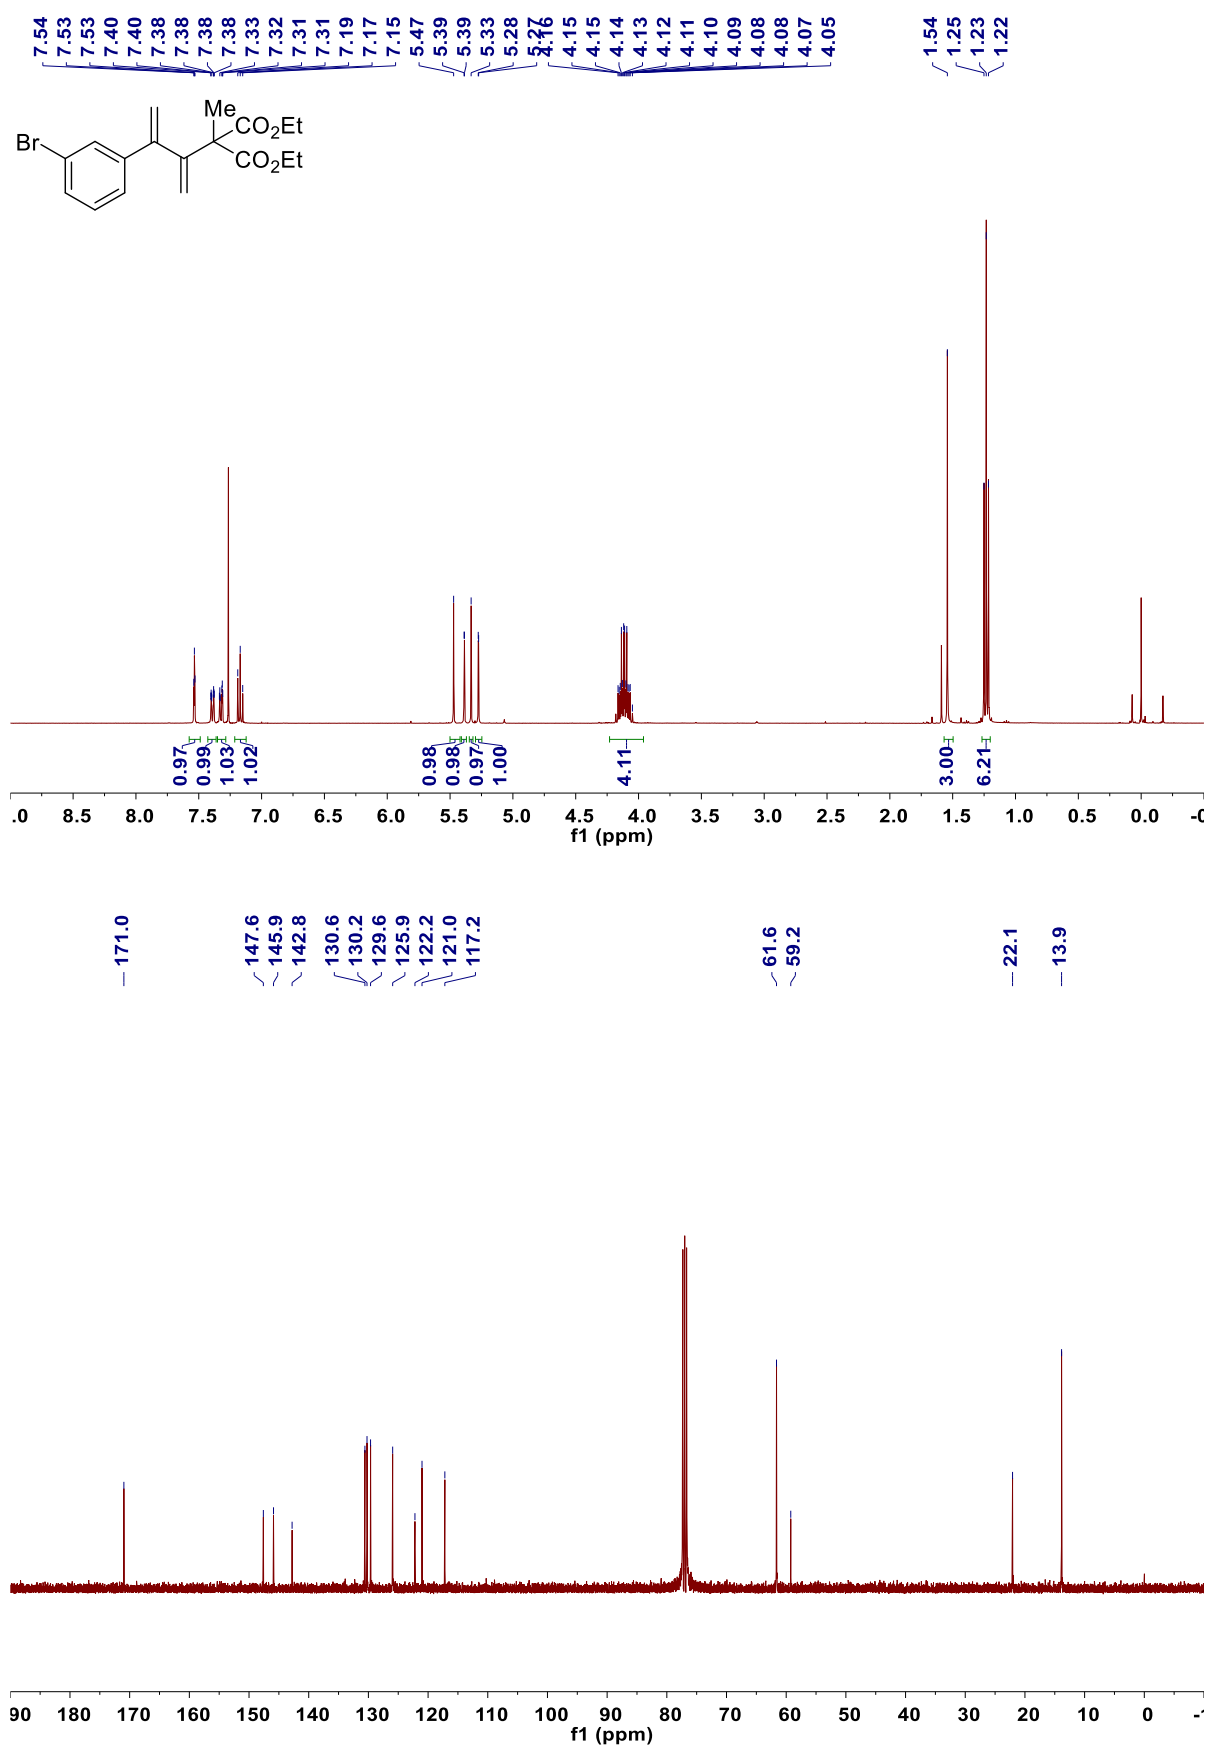 7.54 7.53 7.53 7.40 7.40 7.38 7.38 7.38 7.38 7.33 7.32 7.31 7.31 7.19 7.17 7.15 5.47 5.39 5.39 5.33 5.28 5.27 4.16 4.15 4.15 4.14 4.13 4.12 4.11 4.10 4.09 4.08 4.08 4.07 4.05 1.54 1.25 1.23 1.22
Me
CO2Et
Br
CO2Et
0.97 0.99 1.03 1.02 0.98 0.98 0.97 1.00 4.11 3.00 6.21
.0 8.5 8.0 7.5 7.0 6.5 6.0 5.5 5.0 4.5 4.0 3.5 3.0 2.5 2.0 1.5 1.0 0.5 0.0 -0
f1 (ppm)
171.0 147.6 145.9 142.8 130.6 130.2 129.6 125.9 122.2 121.0 117.2 61.6 59.2 22.1 13.9
90 180 170 160 150 140 130 120 110 100 90 80 70 60 50 40 30 20 10 0 -1
f1 (ppm)